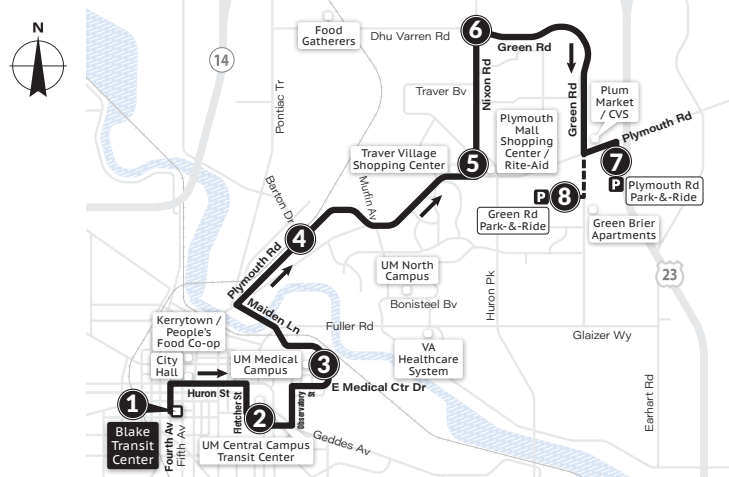 N
14
Food
Gatherers
Dhu Varren Rd
6
Green Rd
Pontiac Tr
Nixon Rd
Green Rd
Traver Bv
Plum
Market
/ CVS
Plymouth Rd
Plymouth
Mall
Shopping
Center /
Rite-Aid
Traver Village
Shopping Center
5
7
P
Plymouth Rd
Park-&-Ride
P
8
Green Rd
Park-&-Ride
Green Brier
Apartments
Murfin Av
Barton Dr
4
Plymouth Rd
UM North
Campus
Huron Pk
23
Bonisteel Bv
Maiden Ln
Fuller Rd
Glaizer Wy
Kerrytown /
People's
Food Co-op
City
Hall
UM Medical
Campus
3
VA
Healthcare
System
E Medical Ctr Dr
Earhart Rd
1
Huron St
Fletcher St
2
Observatory
St
Blake
Transit
Center
Fourth Av
Fifth Av
UM Central Campus
Transit Center
Geddes Av